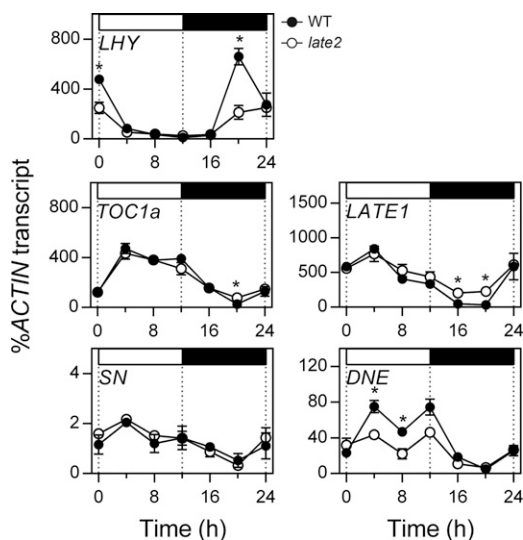 WT
late2
800
LHY
*
*
400
0
0 8 16 24
800
TOC1a
400
*
0
1500
LATE1
1000
500
* *
0
4
SN
2
0
0 8 16 24
Time (h)
120
DNE
80
*
*
40
0
0 8 16 24
Time (h)
%ACTIN transcript